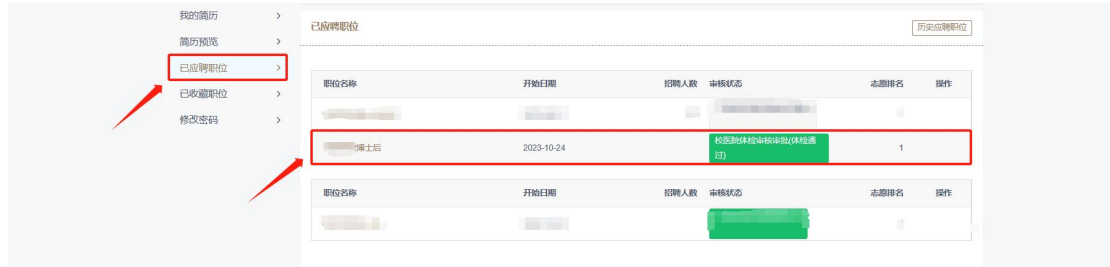 我的简历
简历预览
已应聘职位
已收藏职位
修改密码
已应聘职位
历史应聘职位
职位名称 开始日期 招聘人数 审核状态 志愿排名 操作
博士后 2023-10-24 校医院体检审核审批(体检通
过) 1
职位名称 开始日期 招聘人数 审核状态 志愿排名 操作